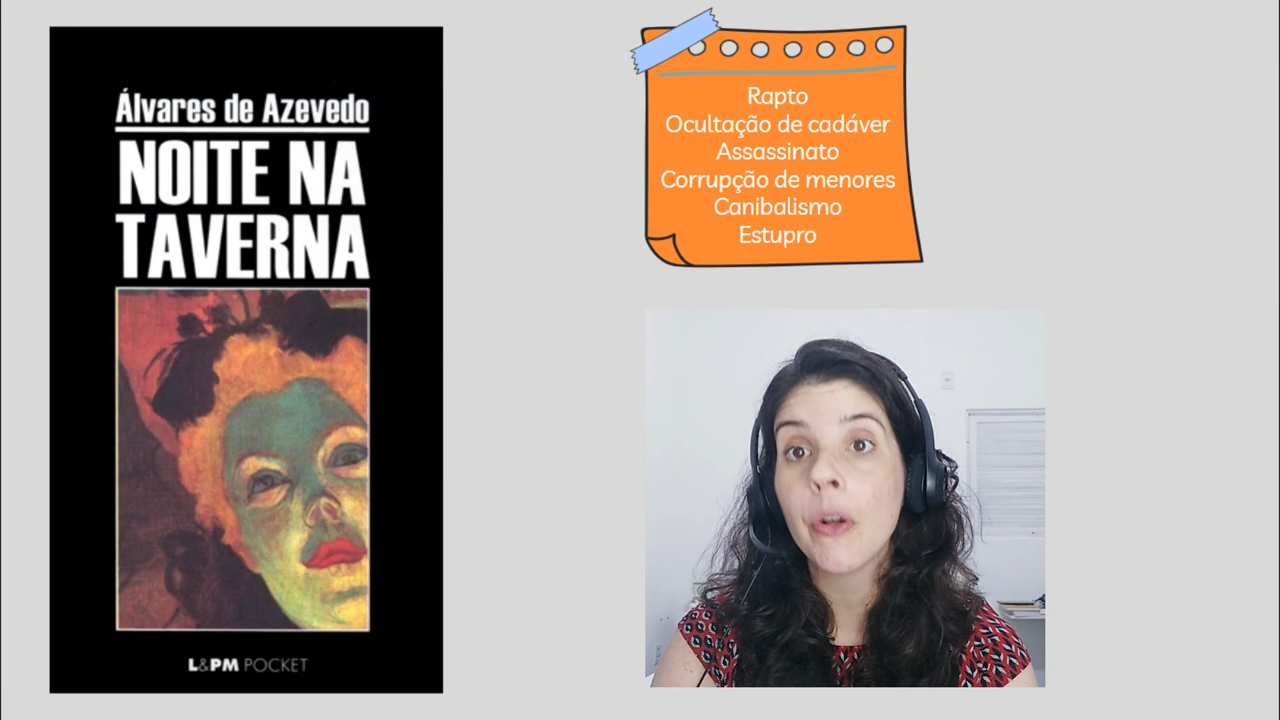 Álvares de Azevedo
NOITE NA
TAVERNA
L&PM POCKET
Rapto
Ocultação de cadáver
Assassinato
Corrupção de menores
Canibalismo
Estupro